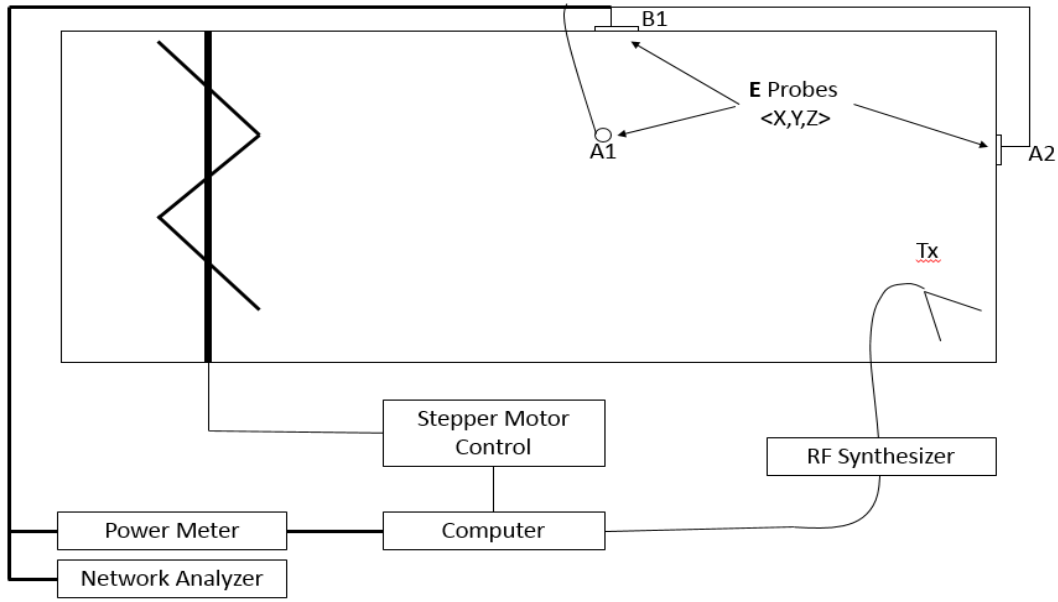 B1
E Probes
<X,Y,Z>
A1
A2
Tx
Stepper Motor
Control
RF Synthesizer
Power Meter
Computer
Network Analyzer